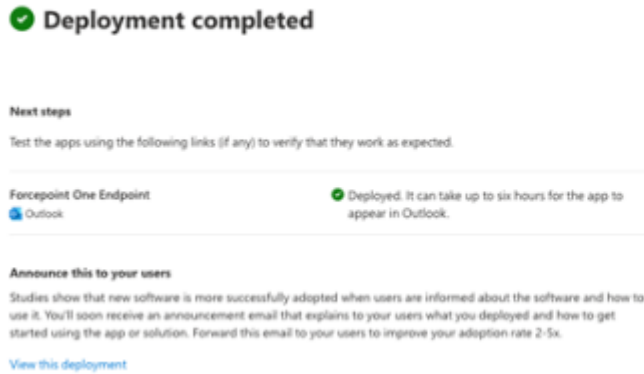 Deployment completed
Next steps
Test the apps using the following links (if any) to verify that they work as expected.
Forcepoint One Endpoint
Outlook
Deployed. It can take up to six hours for the app to
appear in Outlook.
Announce this to your users
Studies show that new software is more successfully adopted when users are informed about the software and how to
use it. You'll soon receive an announcement email that explains to your users what you deployed and how to get
started using the app or solution. Forward this email to your users to improve your adoption rate 2-5x.
View this deployment